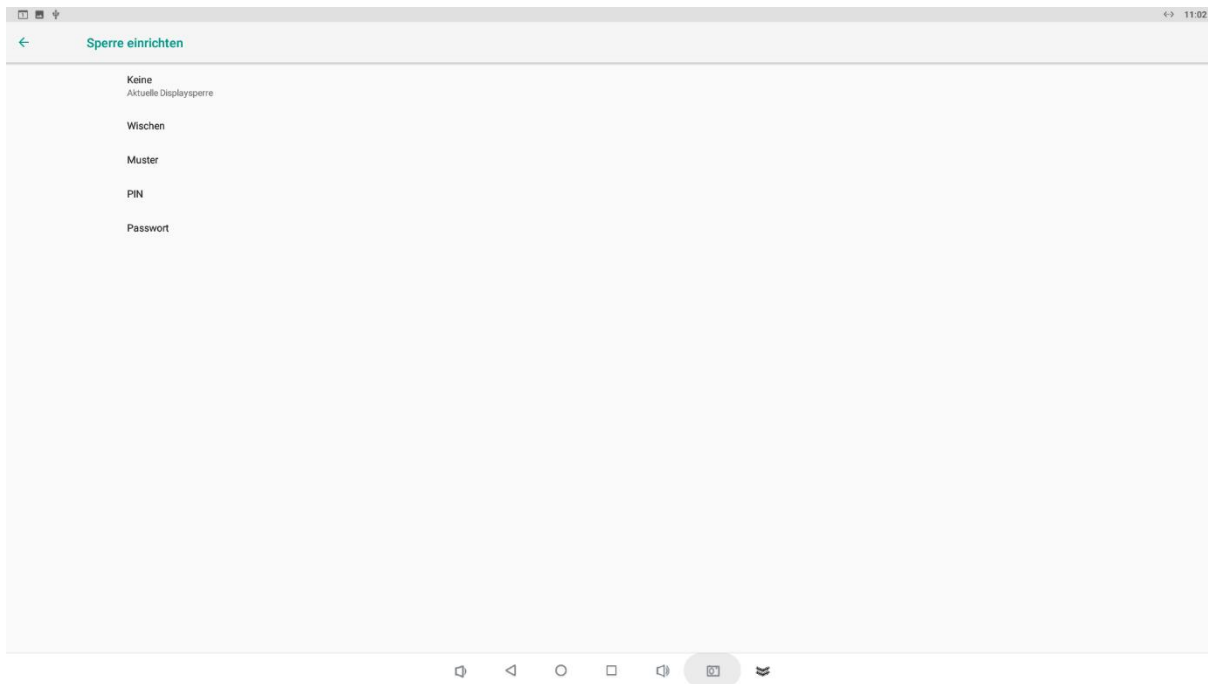 11:02
Sperre einrichten
Keine
Aktuelle Displaysperre
Wischen
Muster
PIN
Passwort